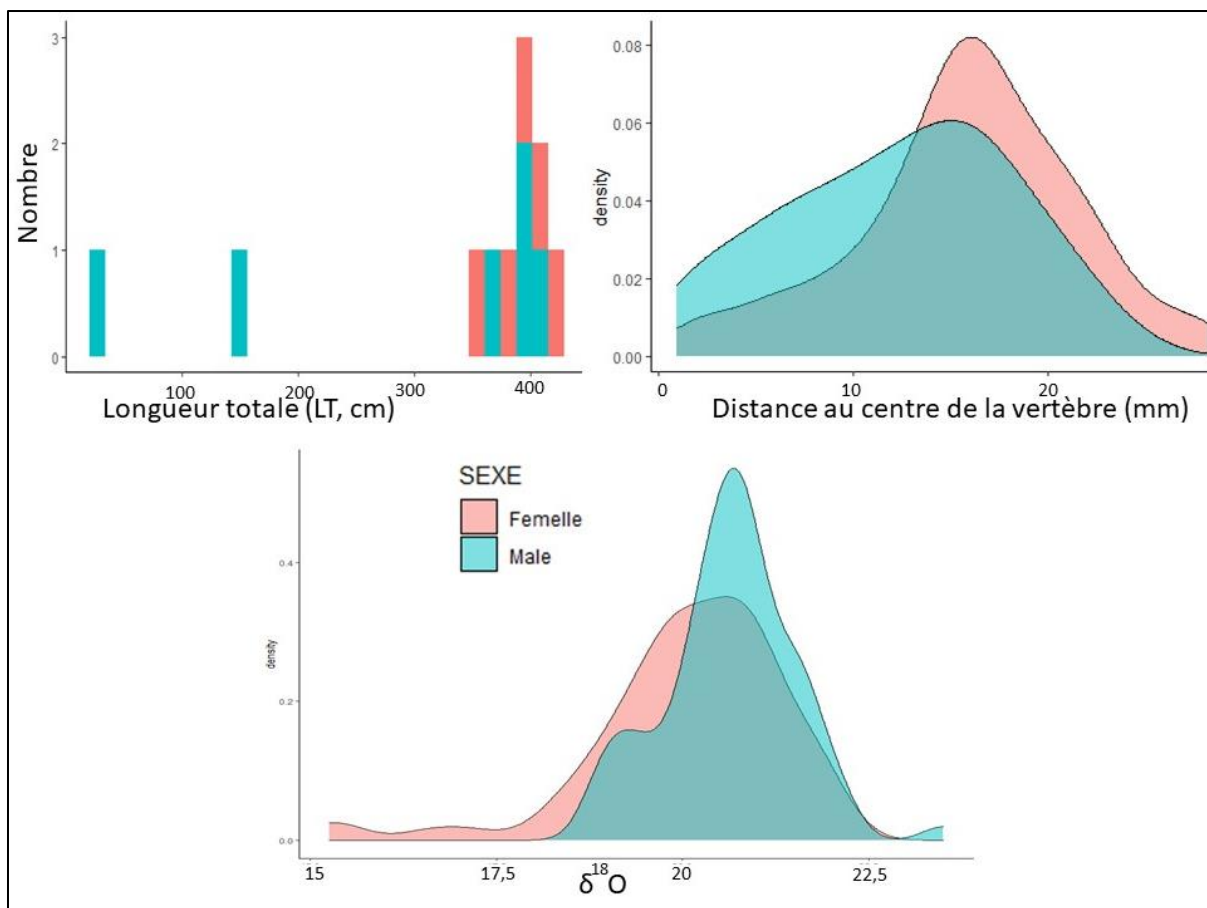 Nombre
3
2
1
0
100 200 300 400
Longueur totale (LT, cm)
density
0.08
0.06
0.04
0.02
0.00
0 10 20
Distance au centre de la vertèbre (mm)
SEXE
Femelle
Male
density
0.4
0.2
0.0
15 17,5 20 22,5
δ18O